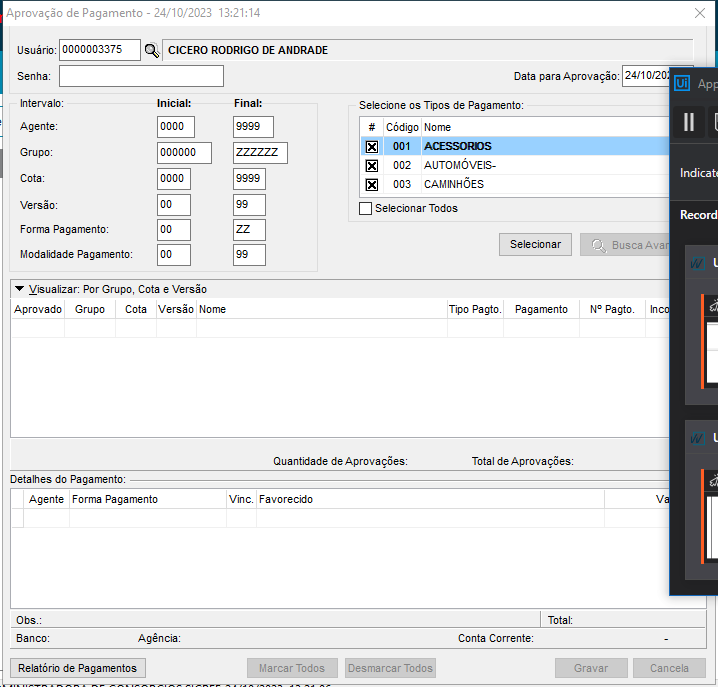 Aprovação de Pagamento - 24/10/2023 13:21:14
Usuário: 0000003375 CICERO RODRIGO DE ANDRADE
Senha: Data para Aprovação: 24/10/202
Intervalo: Inicial: Final:
Agente: 0000 9999
Grupo: 000000 ZZZZZZ
Cota: 0000 9999
Versão: 00 99
Forma Pagamento: 00 ZZ
Modalidade Pagamento: 00 99
Selecione os Tipos de Pagamento:
# Código Nome
001 ACESSORIOS
002 AUTOMÓVEIS-
003 CAMINHÕES
Selecionar Todos
Selecionar Busca Avan
Visualizar: Por Grupo, Cota e Versão
Aprovado Grupo Cota Versão Nome Tipo Pagto. Pagamento Nº Pagto. Inco
Quantidade de Aprovações: Total de Aprovações:
Detalhes do Pagamento:
Agente Forma Pagamento Vinc. Favorecido Va
Obs.: Total:
Banco: Agência: Conta Corrente: -
Relatório de Pagamentos Marcar Todos Desmarcar Todos Gravar Cancela
Ui App
Indicate
Record
U
U